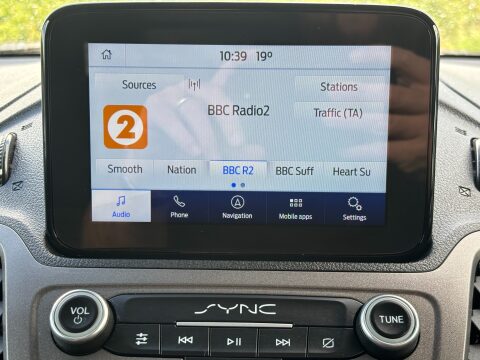 10:39 19º
Sources Stations
2 BBC Radio2 Traffic (TA)
Smooth Nation BBC R2 BBC Suff Heart Su
Audio Phone Navigation Mobile apps Settings
VOL SYNC TUNE